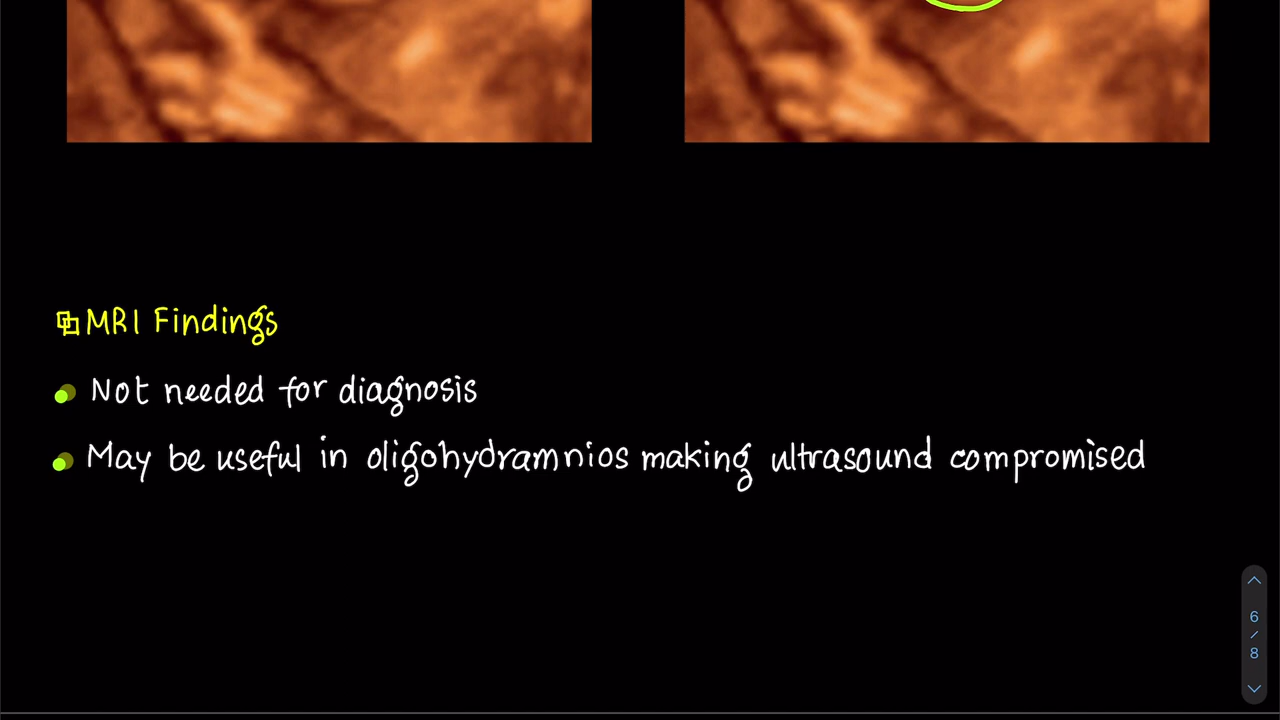 MRI Findings
Not needed for diagnosis
May be useful in oligohydramnios making ultrasound compromised
6
/
8